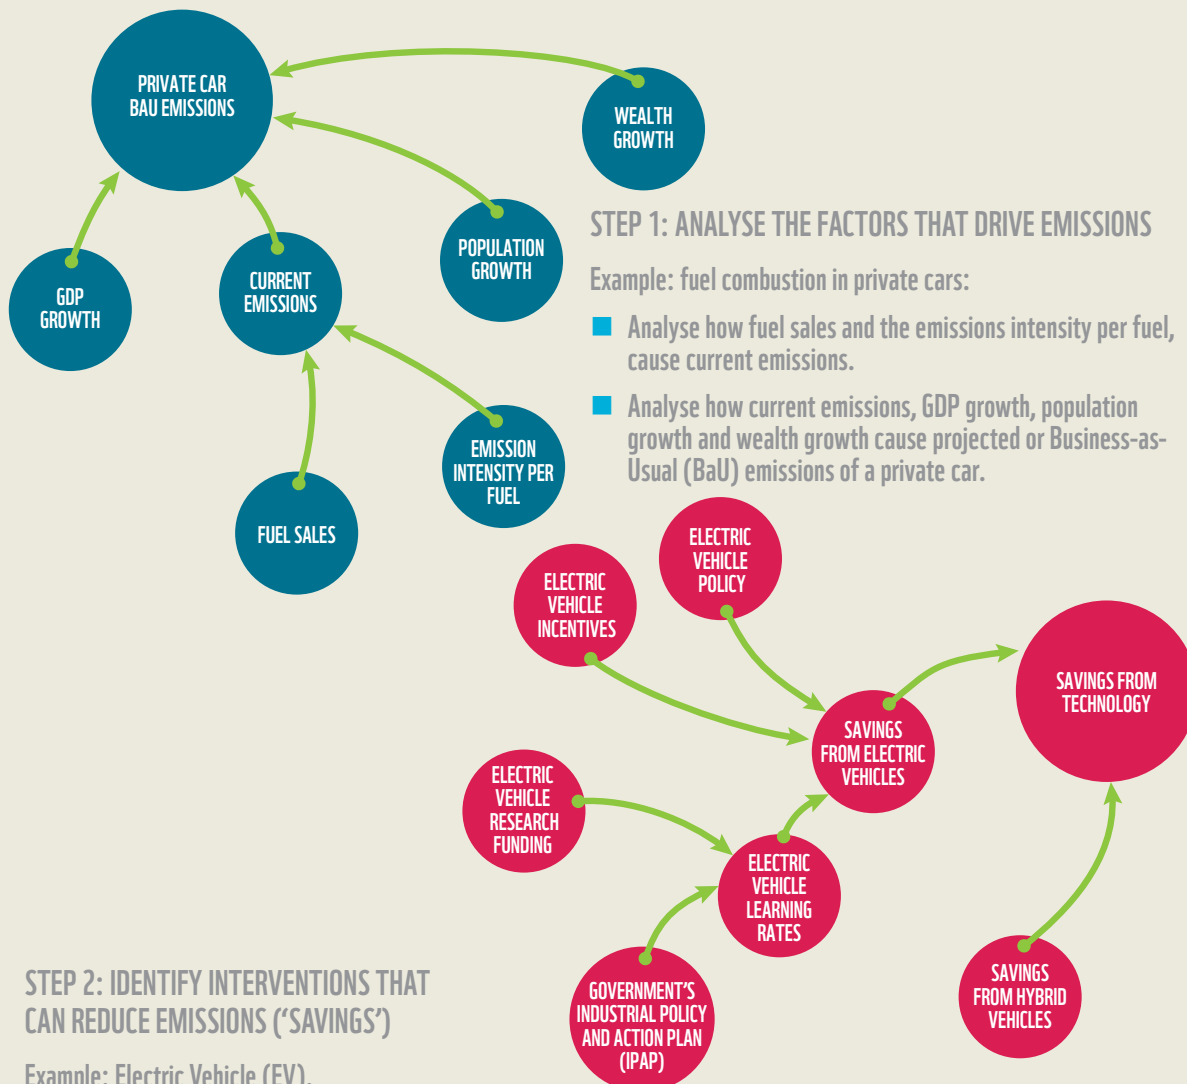 PRIVATE CAR
BAU EMISSIONS
WEALTH
GROWTH
POPULATION
GROWTH
CURRENT
EMISSIONS
GDP
GROWTH
EMISSION
INTENSITY PER
FUEL
FUEL SALES
STEP 1: ANALYSE THE FACTORS THAT DRIVE EMISSIONS
Example: fuel combustion in private cars:
Analyse how fuel sales and the emissions intensity per fuel,
cause current emissions.
Analyse how current emissions, GDP growth, population
growth and wealth growth cause projected or Business-as-
Usual (BaU) emissions of a private car.
ELECTRIC
VEHICLE
POLICY
ELECTRIC
VEHICLE
INCENTIVES
SAVINGS FROM
TECHNOLOGY
SAVINGS
FROM ELECTRIC
VEHICLES
ELECTRIC
VEHICLE
RESEARCH
FUNDING
ELECTRIC
VEHICLE
LEARNING
RATES
GOVERNMENT'S
INDUSTRIAL POLICY
AND ACTION PLAN
(IPAP)
SAVINGS
FROM HYBRID
VEHICLES
STEP 2: IDENTIFY INTERVENTIONS THAT
CAN REDUCE EMISSIONS (‘SAVINGS’)
Example: Electric Vehicle (EV).